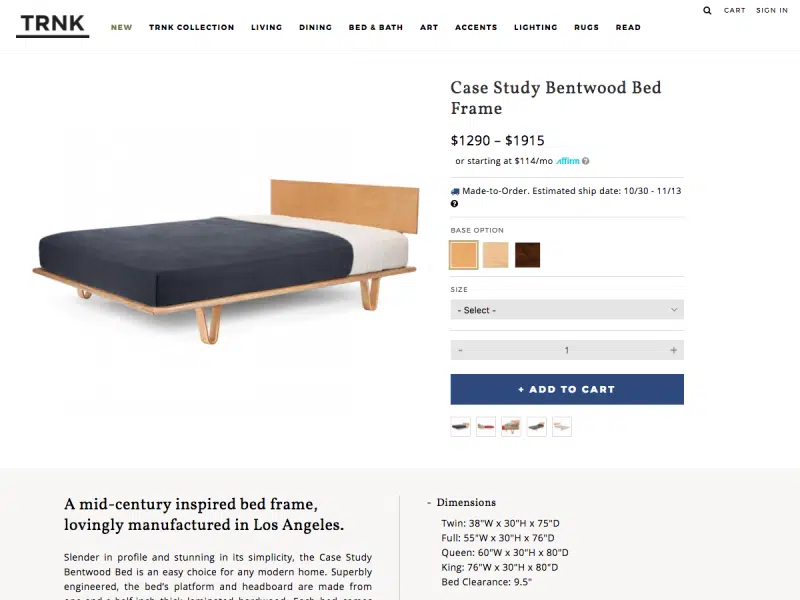 TRNK
NEW TRNK COLLECTION LIVING DINING BED & BATH ART ACCENTS LIGHTING RUGS READ
CART SIGN IN
Case Study Bentwood Bed
Frame
$1290 – $1915
or starting at $114/mo affirm ?
Made-to-Order. Estimated ship date: 10/30 - 11/13
?
BASE OPTION
SIZE
- Select -
- 1 +
+ ADD TO CART
A mid-century inspired bed frame,
lovingly manufactured in Los Angeles.
Slender in profile and stunning in its simplicity, the Case Study
Bentwood Bed is an easy choice for any modern home. Superbly
engineered, the bed's platform and headboard are made from
- Dimensions
Twin: 38"W x 30"H x 75"D
Full: 55"W x 30"H x 76"D
Queen: 60"W x 30"H x 80"D
King: 76"W x 30"H x 80"D
Bed Clearance: 9.5"